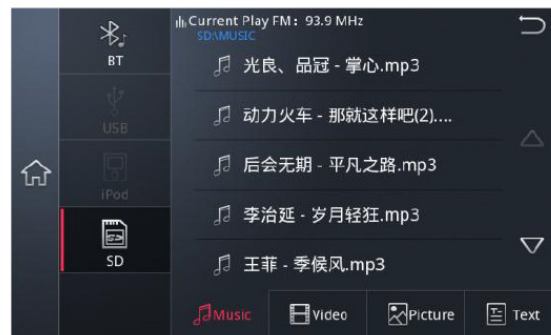 Current Play FM: 93.9 MHz
SD:\MUSIC
BT
USB
iPod
SD
光良、品冠 - 掌心.mp3
动力火车 - 那就这样吧(2)....
后会无期 - 平凡之路.mp3
李治延 - 岁月轻狂.mp3
王菲 - 季候风.mp3
Music
Video
Picture
Text